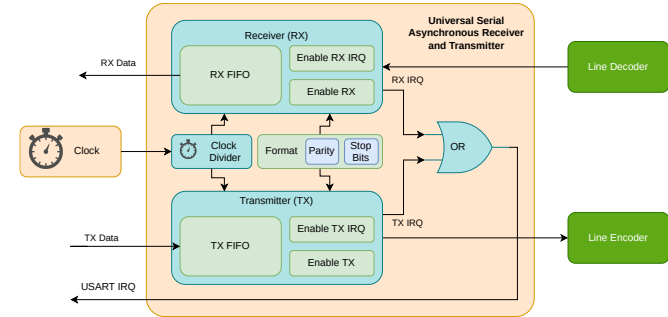 Universal Serial
Asynchronous Receiver
and Transmitter
Receiver (RX)
RX FIFO
Enable RX IRQ
Enable RX
RX Data
Line Decoder
RX IRQ
Clock
Clock
Divider
Format
Parity
Stop
Bits
OR
Transmitter (TX)
TX FIFO
Enable TX IRQ
Enable TX
TX IRQ
TX Data
Line Encoder
USART IRQ